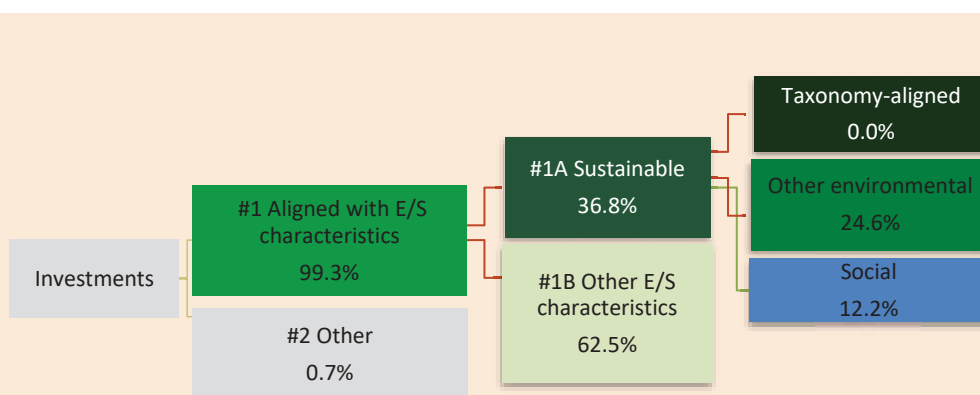 Investments
#1 Aligned with E/S
characteristics
99.3%
#2 Other
0.7%
#1A Sustainable
36.8%
#1B Other E/S
characteristics
62.5%
Taxonomy-aligned
0.0%
Other environmental
24.6%
Social
12.2%